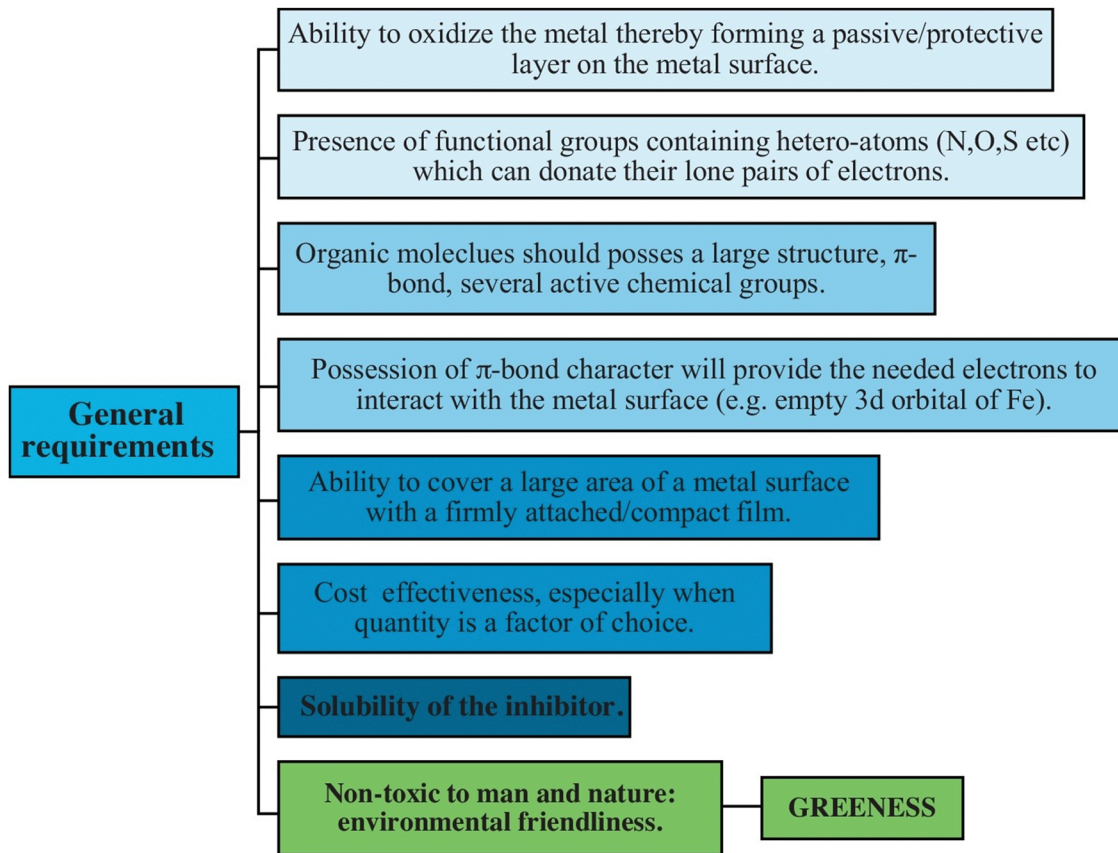 Ability to oxidize the metal thereby forming a passive/protective
layer on the metal surface.
Presence of functional groups containing hetero-atoms (N,O,S etc)
which can donate their lone pairs of electrons.
Organic moleclues should posses a large structure, π-
bond, several active chemical groups.
Possession of π-bond character will provide the needed electrons to
interact with the metal surface (e.g. empty 3d orbital of Fe).
General
requirements
Ability to cover a large area of a metal surface
with a firmly attached/compact film.
Cost effectiveness, especially when
quantity is a factor of choice.
Solubility of the inhibitor.
Non-toxic to man and nature:
environmental friendliness.
GREENESS